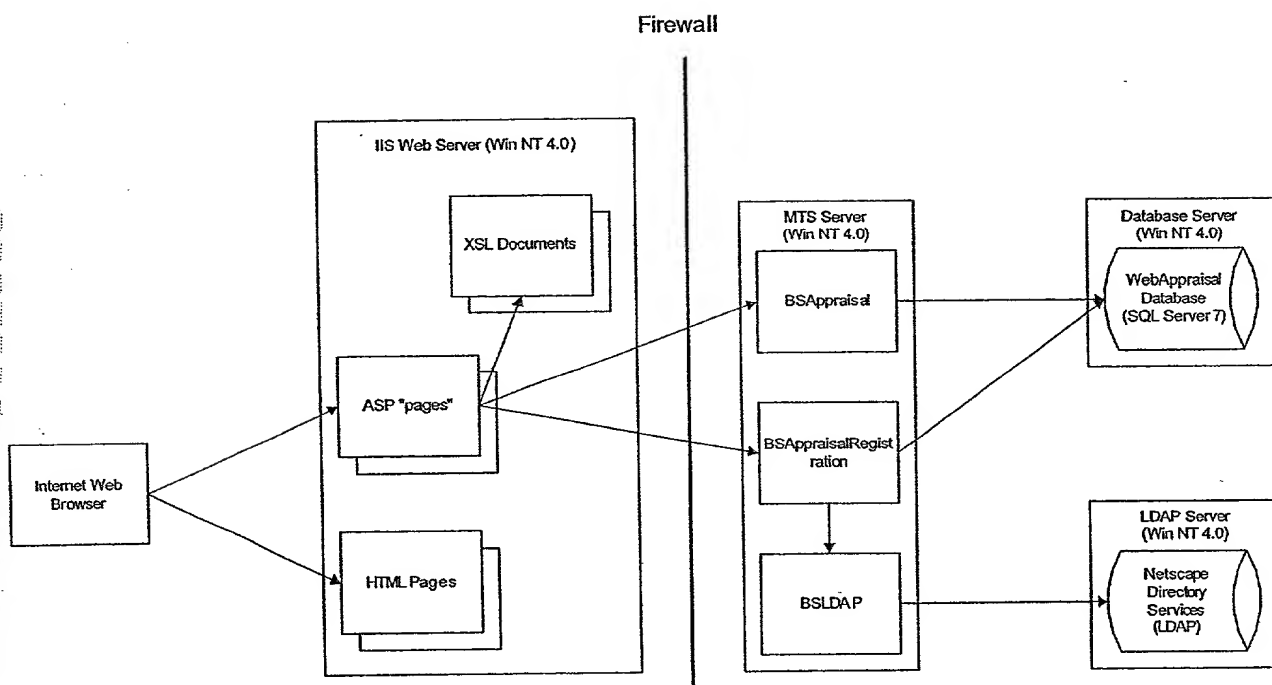 Firewall
IIS Web Server (Win NT 4.0)
XSL Documents
ASP "pages"
HTML Pages
Internet Web
Browser
MTS Server
(Win NT 4.0)
BSAppraisal
BSAppraisalRegist
ration
BSLDAP
Database Server
(Win NT 4.0)
WebAppraisal
Database
(SQL Server 7)
LDAP Server
(Win NT 4.0)
Netscape
Directory
Services
(LDAP)